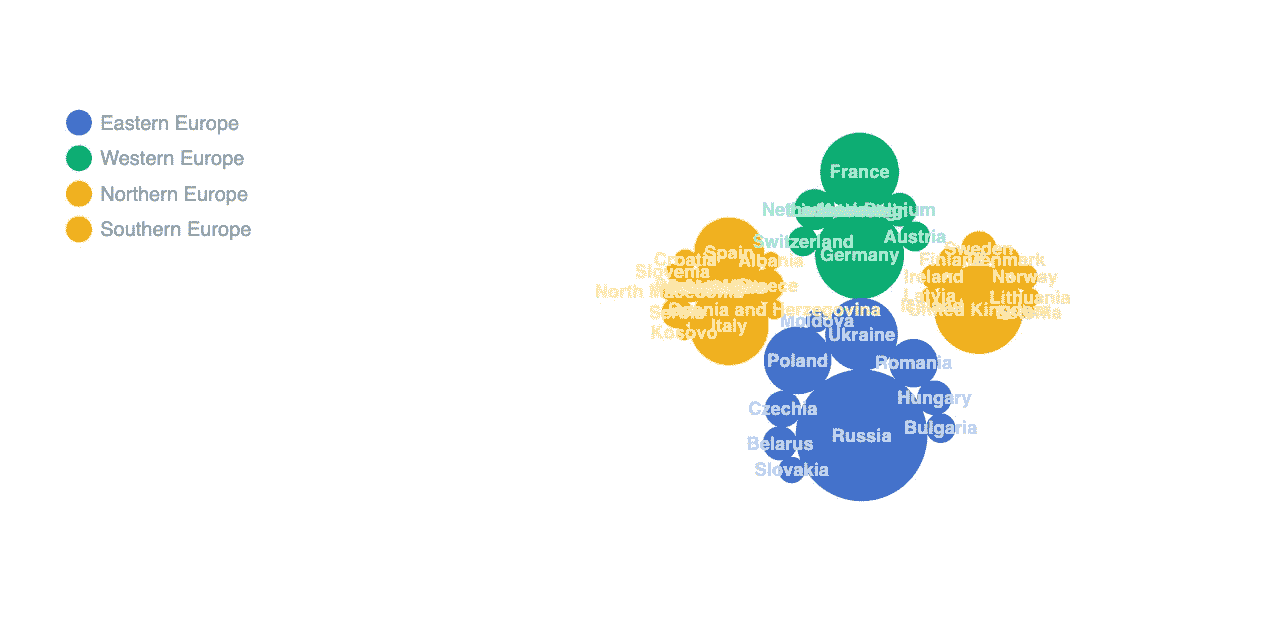 Eastern Europe
Western Europe
Northern Europe
Southern Europe
France
Belgium
Switzerland
Austria
Germany
Spain
Croatia
Albania
Slovenia
Greece
North Macedonia
Bosnia and Herzegovina
Serbia
Italy
Kosovo
Sweden
Finland
Denmark
Ireland
Norway
Latvia
Lithuania
United Kingdom
Estonia
Moldova
Ukraine
Poland
Romania
Hungary
Czechia
Bulgaria
Russia
Belarus
Slovakia